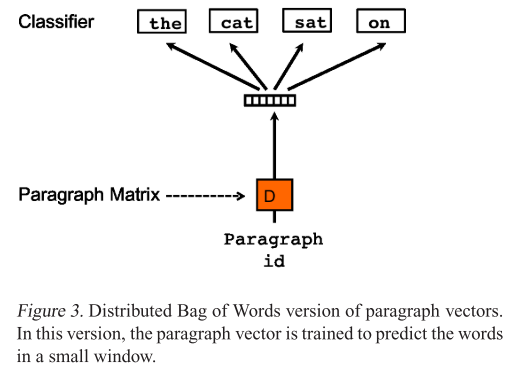 Classifier the cat sat on
Paragraph Matrix D
Paragraph
id
Figure 3. Distributed Bag of Words version of paragraph vectors.
In this version, the paragraph vector is trained to predict the words
in a small window.